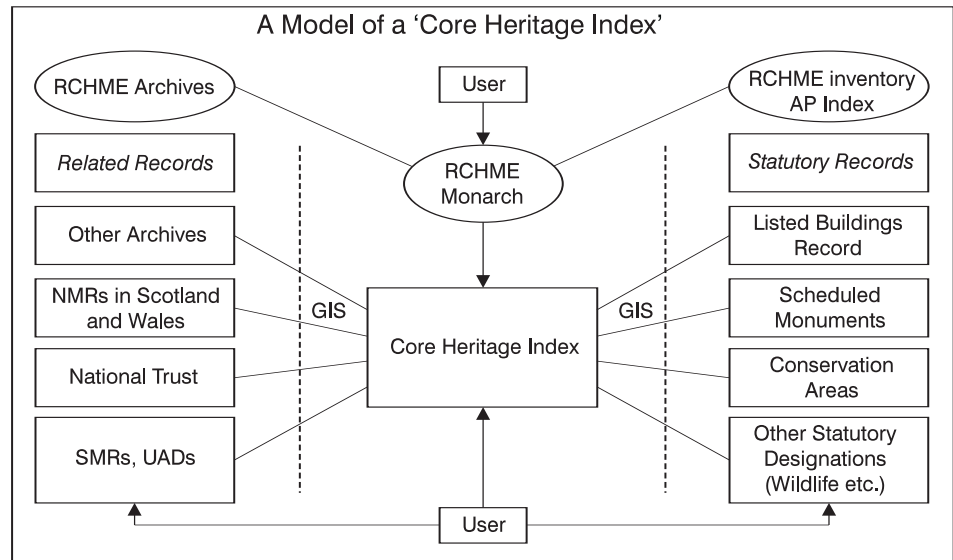 A Model of a ‘Core Heritage Index’
RCHME Archives
User
RCHME inventory
AP Index
Related Records
RCHME
Monarch
Statutory Records
Other Archives
Listed Buildings
Record
NMRs in Scotland
and Wales
GIS
Core Heritage Index
GIS
Scheduled
Monuments
National Trust
Conservation
Areas
SMRs, UADs
Other Statutory
Designations
(Wildlife etc.)
User